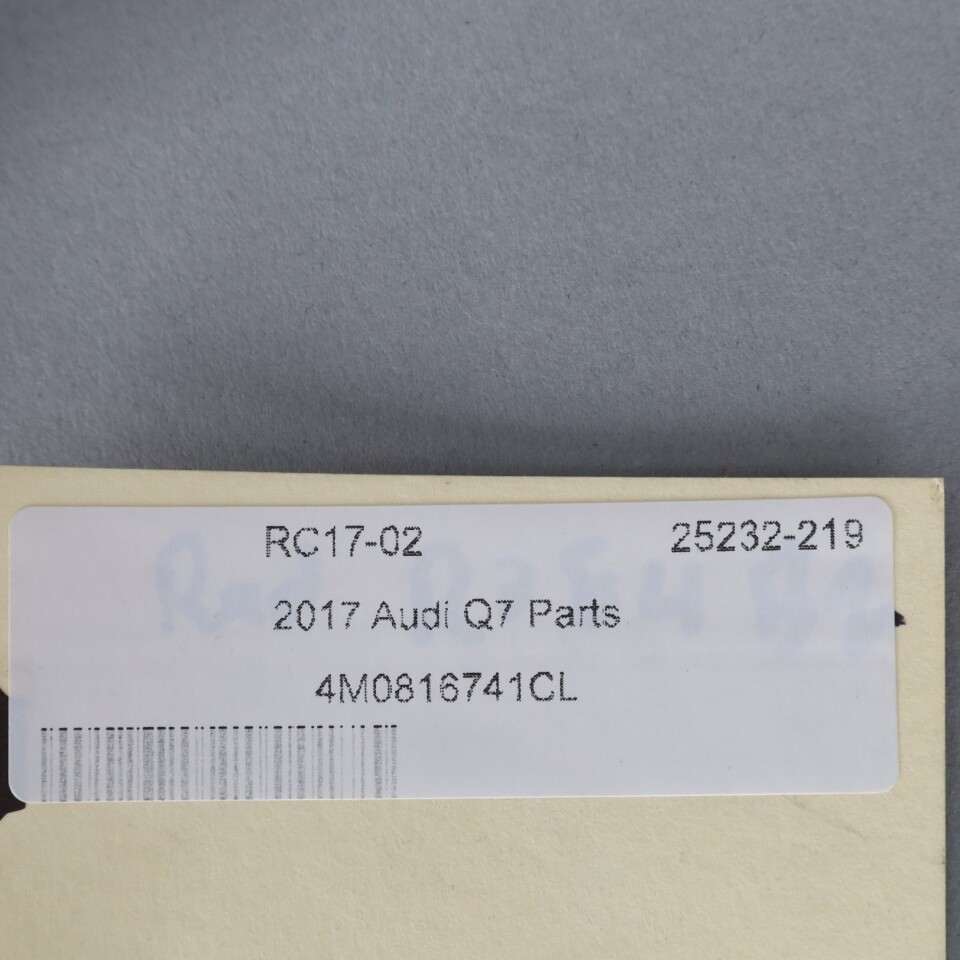 RC17-02 25232-219
2017 Audi Q7 Parts
4M0816741CL